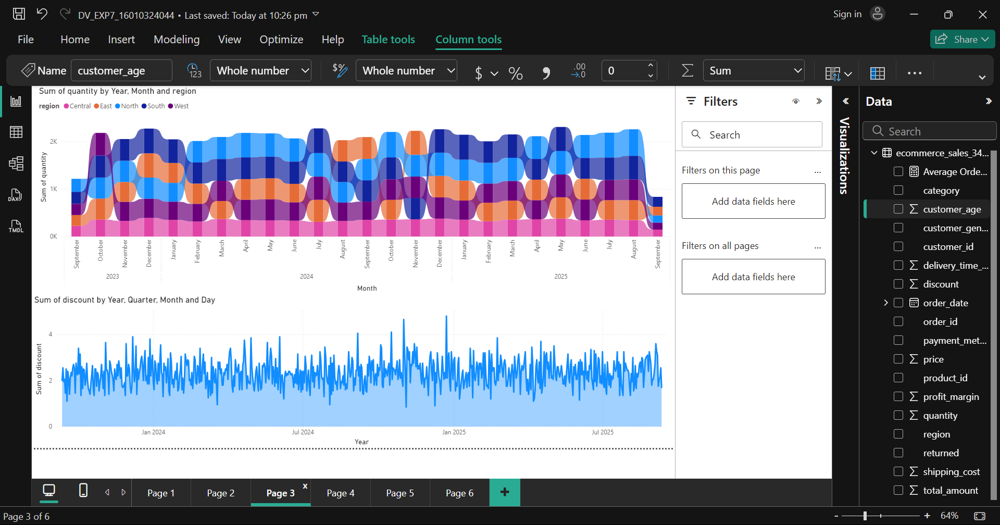 DV_EXP7_16010324044 • Last saved: Today at 10:26 pm
Sign in
File Home Insert Modeling View Optimize Help Table tools Column tools
Share
Name customer_age
123 Whole number
$% Whole number
$ % , .00 →.0 0
Σ Sum
Sum of quantity by Year, Month and region
region Central East North South West
Sum of quantity
2K
1K
0K
September October November December January February March April May June July August September October November December January February March April May June July August September
2023 2024 2025
Month
Sum of discount by Year, Quarter, Month and Day
Sum of discount
4
2
0
Jan 2024 Jul 2024 Jan 2025 Jul 2025
Year
Filters
Search
Filters on this page ...
Add data fields here
Filters on all pages ...
Add data fields here
Visualizations
Data
Search
ecommerce_sales_34...
Average Orde...
category
Σ customer_age
customer_gen...
customer_id
Σ delivery_time_...
Σ discount
order_date
order_id
payment_met...
Σ price
product_id
Σ profit_margin
Σ quantity
region
returned
Σ shipping_cost
Σ total_amount
DAX
TMDL
Page 1 Page 2 Page 3 x Page 4 Page 5 Page 6 +
Page 3 of 6
- + 64%